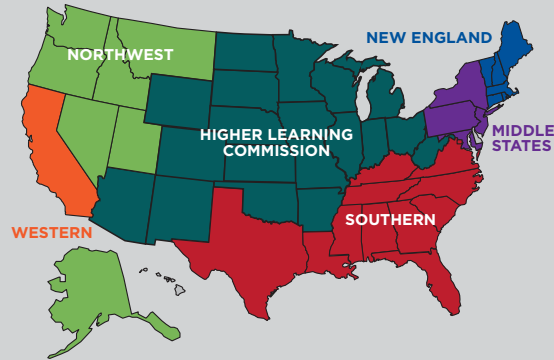 NORTHWEST
NEW ENGLAND
HIGHER LEARNING
COMMISSION
MIDDLE
STATES
SOUTHERN
WESTERN